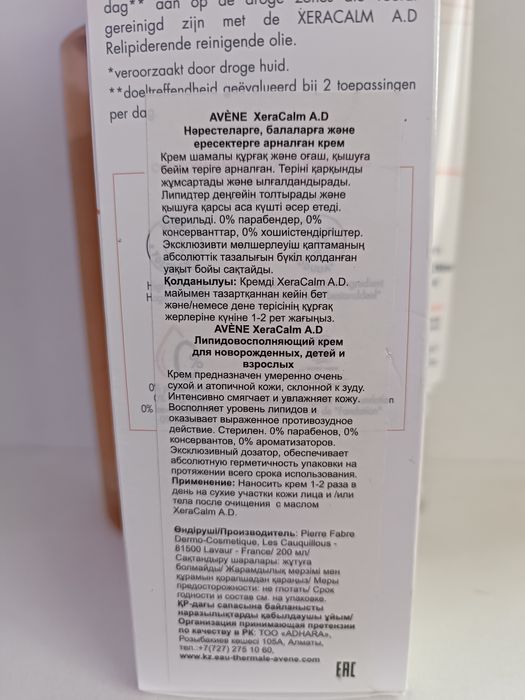 dag** aan op de droge zones die
gereinigd zijn met de XERACALM A.D
Relipiderende reinigende olie.
*veroorzaakt door droge huid.
**doeltreffendheid geëvalueerd bij 2 toepassingen
per da
AVÈNE XeraCalm A.D
Нәрестелерге, балаларға және
ересектерге арналған крем
Крем шамалы құрғақ және оғаш, қышуға
бейім теріге арналған. Теріні қарқынды
жұмсартады және ылғалдандырады.
Липидтер деңгейін толтырады және
қышуға қарсы аса күшті әсер етеді.
Стерильді. 0% парабендер, 0%
консерванттар, 0% хошиістендіргіштер.
Эксклюзивти мөлшерлеуіш қаптаманың
абсолюттік тазалығын бүкіл қолданған
уақыт бойы сақтайды.
Қолданылуы: Кремді XeraCalm A.D.
майымен тазартқаннан кейін бет
және/немесе дене терісінің құрғақ
жерлеріне күніне 1-2 рет жағыңыз.
AVÈNE XeraCalm A.D
Липидовосполняющий крем
для новорожденных, детей и
взрослых
Крем предназначен умеренно очень
сухой и атопичной кожи, склонной к зуду.
Интенсивно смягчает и увлажняет кожу.
Восполняет уровень липидов и
оказывает выраженное противозудное
действие. Стерилен. 0% парабенов, 0%
консервантов, 0% ароматизаторов.
Эксклюзивный дозатор, обеспечивает
абсолютную герметичность упаковки на
протяжении всего срока использования.
Применение: Наносить крем 1-2 раза в
день на сухие участки кожи лица и /или
тела после очищения с маслом
XeraCalm A.D.
Өндіруші/Производитель: Pierre Fabre
Dermo-Cosmetique, Les Cauquillous -
81500 Lavaur - France/ 200 мл/
Сақтандыру шаралары: жұтуға
болмайды/ Жарамдылық мерзімі мен
құрамын қорапшадан қараңыз/ Меры
предосторожности: не глотать/ Срок
годности и состав см. на упаковке.
ҚР-дағы сапасына байланысты
наразылықтарды қабылдаушы ұйым/
Организация принимающая претензии
по качеству в РК: ТОО «ADHARA»,
Розыбакиев көшесі 105А, Алматы,
тел.:+7(727) 275 10 60.
www.kz.eau-thermale-avene.com
EAC